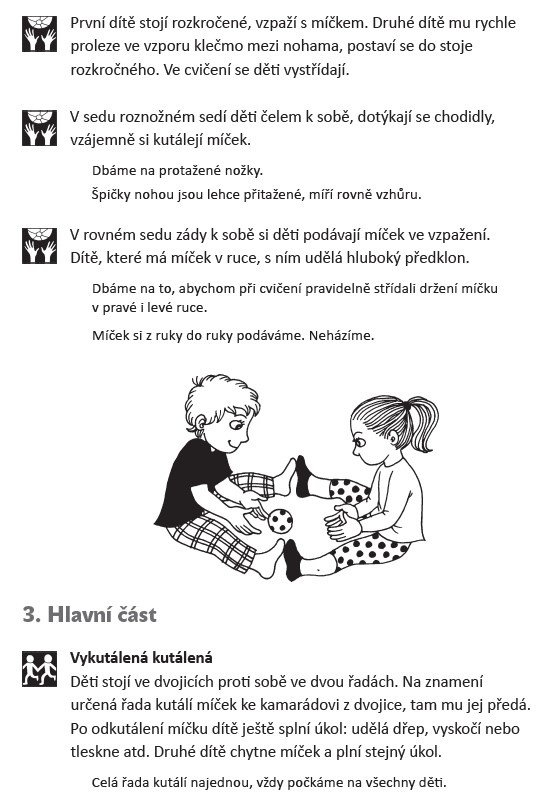 První dítě stojí rozkročené, vzpaží s míčkem. Druhé dítě mu rychle
proleze ve vzporu klečmo mezi nohama, postaví se do stoje
rozkročného. Ve cvičení se děti vystřídají.
V sedu roznožném sedí děti čelem k sobě, dotýkají se chodidly,
vzájemně si kutálejí míček.
Dbáme na protažené nožky.
Špičky nohou jsou lehce přitažené, míří rovně vzhůru.
V rovném sedu zády k sobě si děti podávají míček ve vzpažení.
Dítě, které má míček v ruce, s ním udělá hluboký předklon.
Dbáme na to, abychom při cvičení pravidelně střídali držení míčku
v pravé i levé ruce.
Míček si z ruky do ruky podáváme. Neházíme.
3. Hlavní část
Vykutálená kutálená
Děti stojí ve dvojicích proti sobě ve dvou řadách. Na znamení
určená řada kutálí míček ke kamarádovi z dvojice, tam mu jej předá.
Po odkutálení míčku dítě ještě splní úkol: udělá dřep, vyskočí nebo
tleskne atd. Druhé dítě chytne míček a plní stejný úkol.
Celá řada kutálí najednou, vždy počkáme na všechny děti.